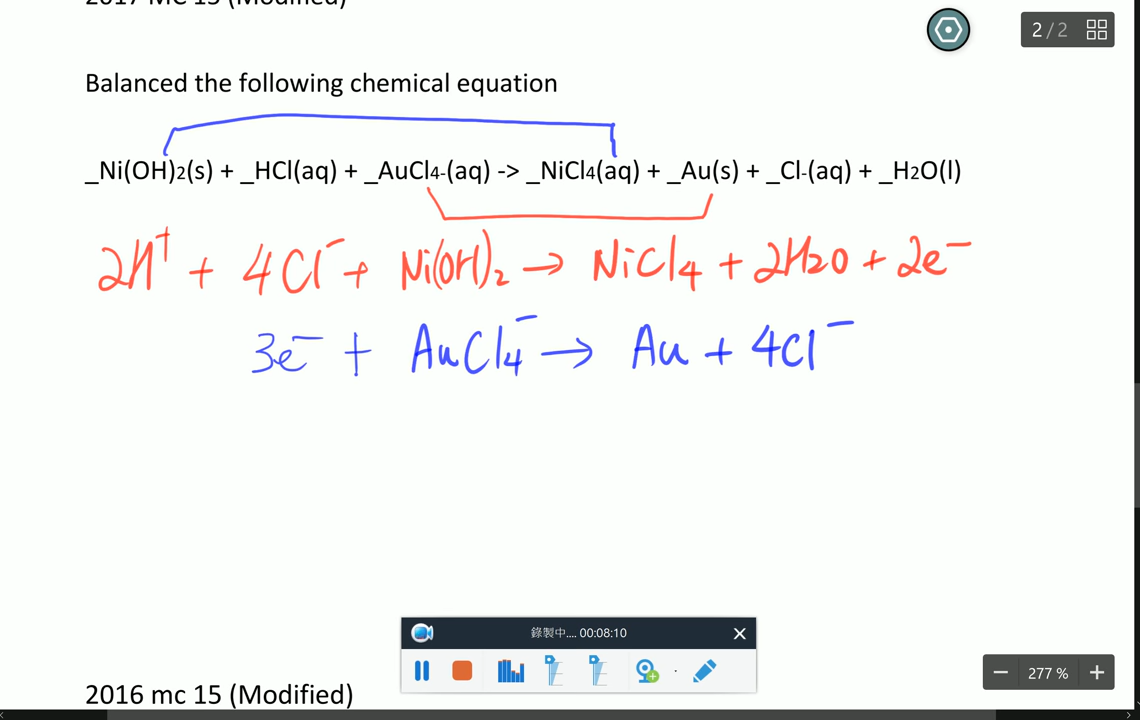 2017 MC 15 (Modified)
2 / 2
Balanced the following chemical equation
_Ni(OH)2(s) + _HCl(aq) + _AuCl4-(aq) -> _NiCl4(aq) + _Au(s) + _Cl-(aq) + _H2O(l)
2H⁺ + 4Cl⁻ + Ni(OH)₂ → NiCl₄ + 2H₂O + 2e⁻
3e⁻ + AuCl₄⁻ → Au + 4Cl⁻
錄製中.... 00:08:10
277 %
2016 mc 15 (Modified)